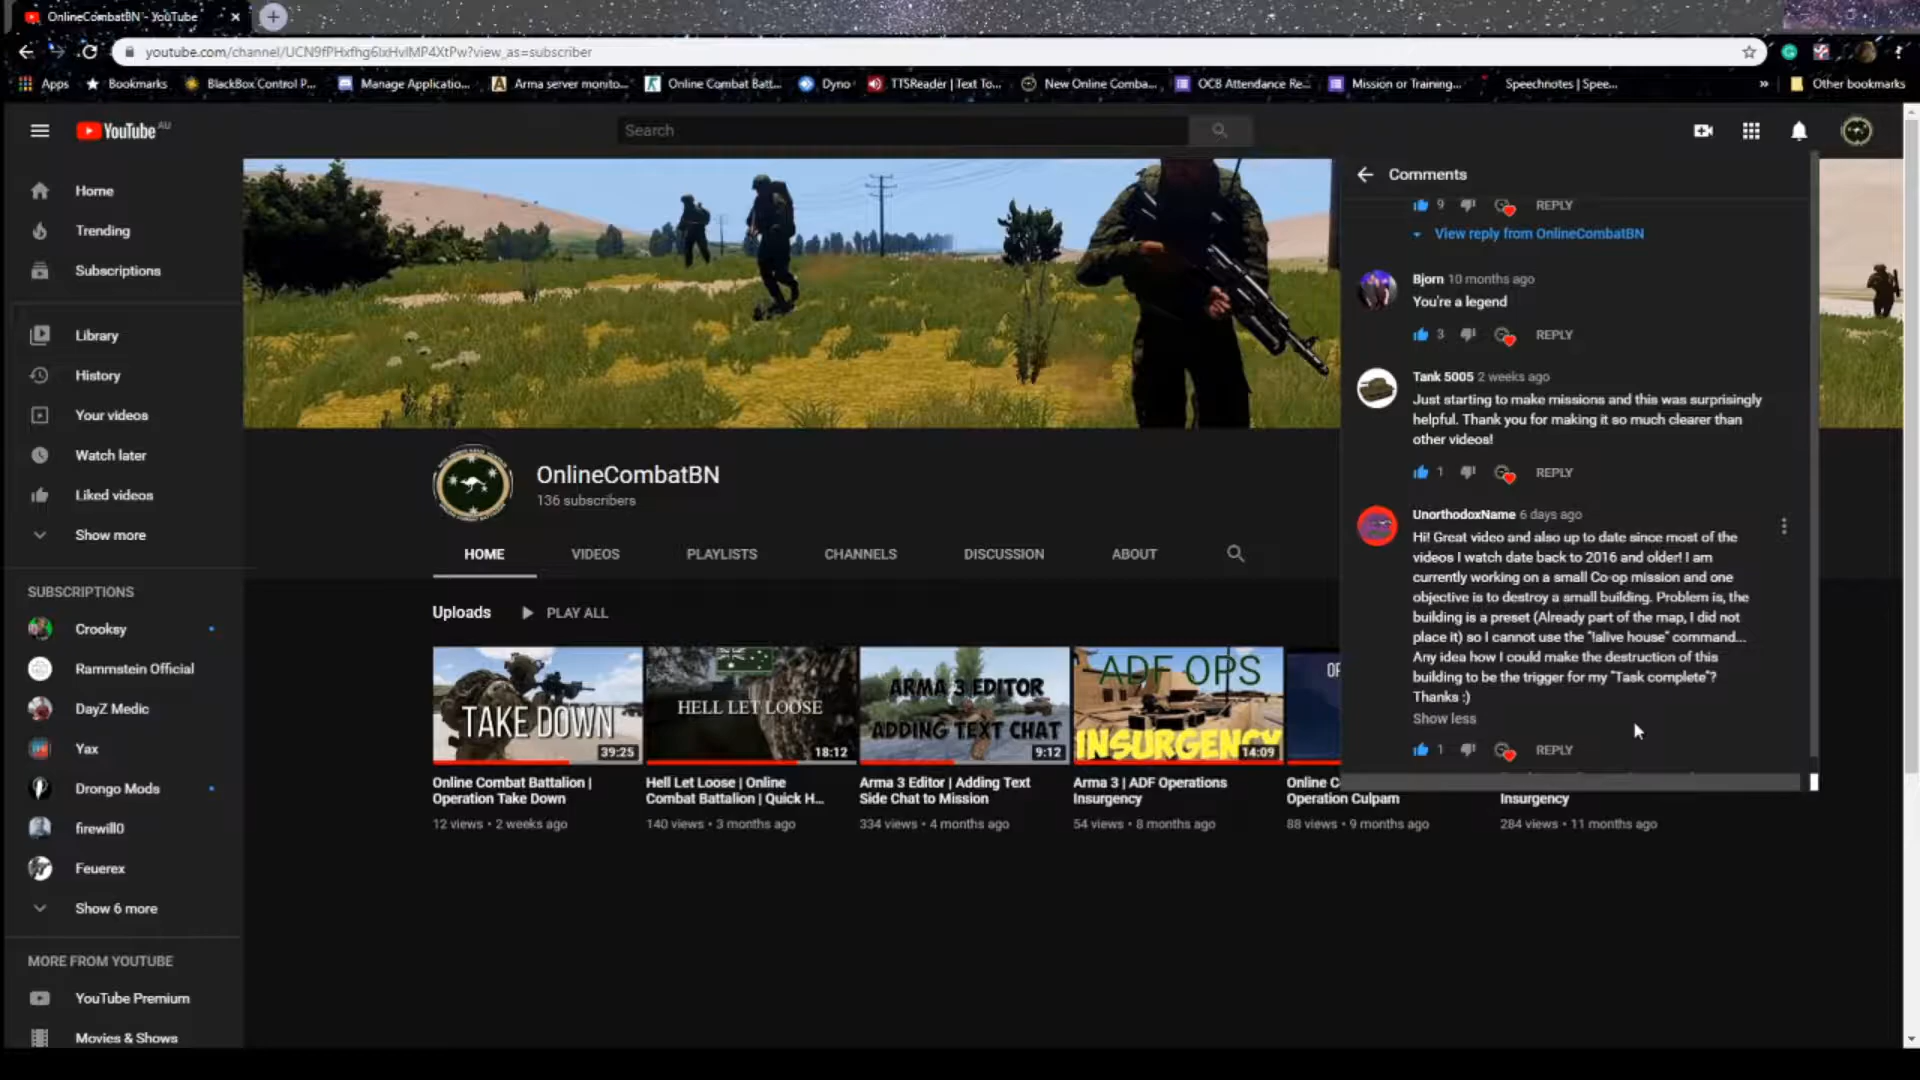 OnlineCombatBN - YouTube
youtube.com/channel/UCN9fPHxfhg6lxHvlMP4XtPw?view_as=subscriber
Apps Bookmarks BlackBox Control P... Manage Applicatio... Arma server monito... Online Combat Batt... Dyno TTSReader | Text To... New Online Comba... OCB Attendance Re... Mission or Training... Speechnotes | Spee... » Other bookmarks
YouTube AU
Search
Home
Trending
Subscriptions
Library
History
Your videos
Watch later
Liked videos
Show more
SUBSCRIPTIONS
Crooksy
Rammstein Official
DayZ Medic
Yax
Drongo Mods
firewill0
Feuerex
Show 6 more
MORE FROM YOUTUBE
YouTube Premium
Movies & Shows
OnlineCombatBN
136 subscribers
HOME VIDEOS PLAYLISTS CHANNELS DISCUSSION ABOUT
Uploads PLAY ALL
TAKE DOWN
39:25
Online Combat Battalion |
Operation Take Down
12 views • 2 weeks ago
HELL LET LOOSE
18:12
Hell Let Loose | Online
Combat Battalion | Quick H...
140 views • 3 months ago
ARMA 3 EDITOR
ADDING TEXT CHAT
9:12
Arma 3 Editor | Adding Text
Side Chat to Mission
334 views • 4 months ago
ADF OPS
INSURGENCY
14:09
Arma 3 | ADF Operations
Insurgency
54 views • 8 months ago
OP
Online C
Operation Culpam
88 views • 9 months ago
Insurgency
284 views • 11 months ago
Comments
9 REPLY
View reply from OnlineCombatBN
Bjorn 10 months ago
You're a legend
3 REPLY
Tank 5005 2 weeks ago
Just starting to make missions and this was surprisingly
helpful. Thank you for making it so much clearer than
other videos!
1 REPLY
UnorthodoxName 6 days ago
Hi! Great video and also up to date since most of the
videos I watch date back to 2016 and older! I am
currently working on a small Co-op mission and one
objective is to destroy a small building. Problem is, the
building is a preset (Already part of the map, I did not
place it) so I cannot use the "!alive house" command...
Any idea how I could make the destruction of this
building to be the trigger for my "Task complete"?
Thanks :)
Show less
1 REPLY